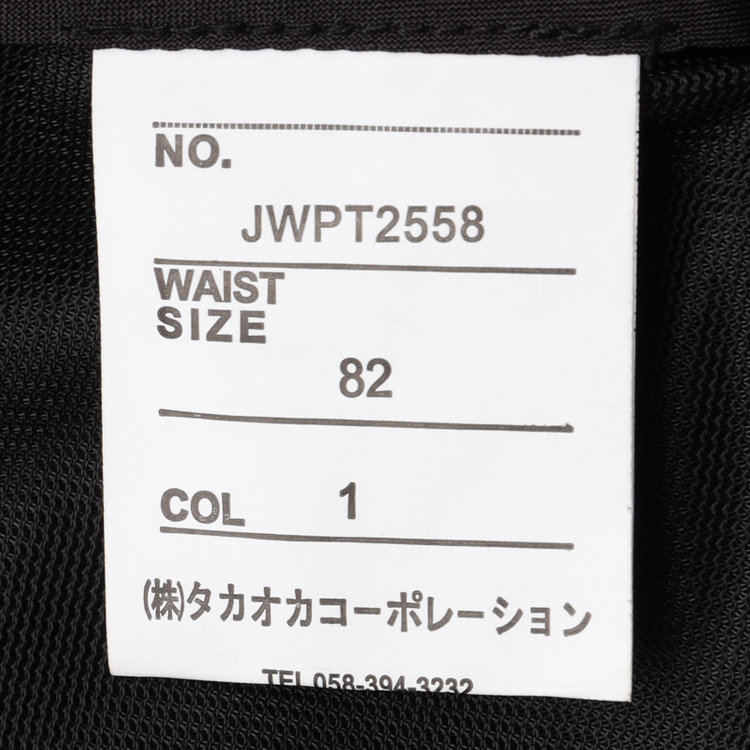 NO.
JWPT2558
WAIST
SIZE
82
COL 1
(株)タカオカコーポレーション
TEL 058-394-3232